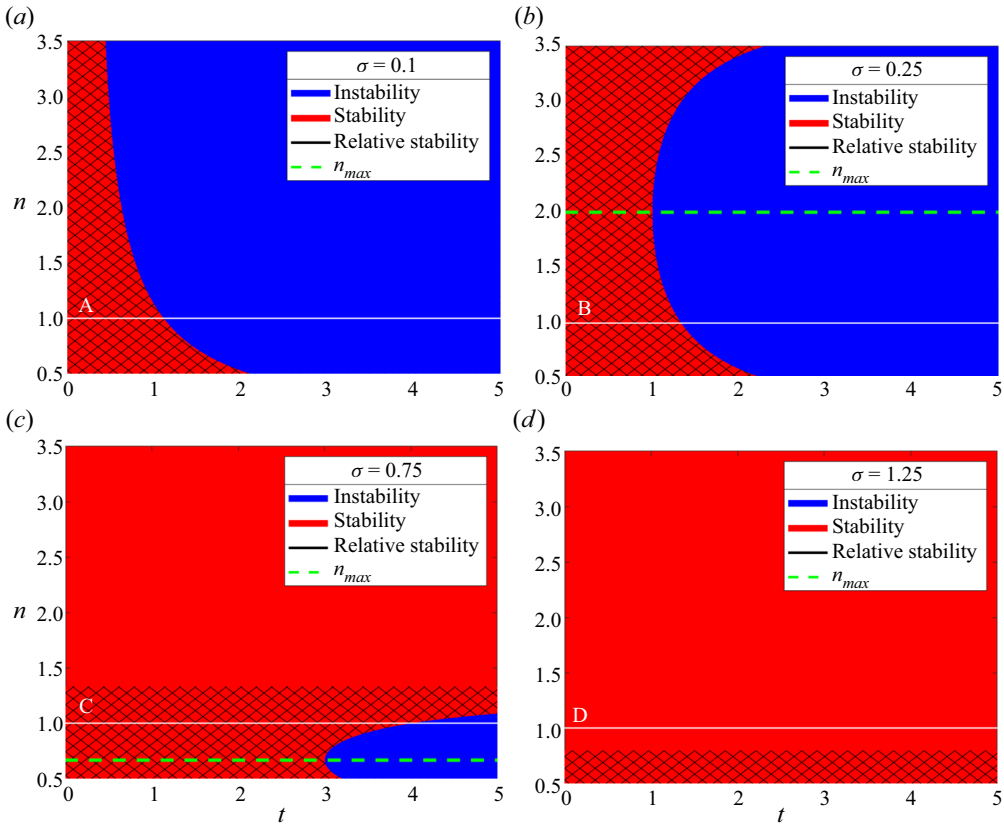 (a)
3.5
3.0
2.5
2.0
1.5
1.0
0.5
n
σ = 0.1
Instability
Stability
Relative stability
n_max
A
0 1 2 3 4 5
(b)
3.5
3.0
2.5
2.0
1.5
1.0
0.5
σ = 0.25
Instability
Stability
Relative stability
n_max
B
0 1 2 3 4 5
(c)
3.5
3.0
2.5
2.0
1.5
1.0
0.5
n
σ = 0.75
Instability
Stability
Relative stability
n_max
C
0 1 2 3 4 5
t
(d)
3.5
3.0
2.5
2.0
1.5
1.0
0.5
σ = 1.25
Instability
Stability
Relative stability
n_max
D
0 1 2 3 4 5
t